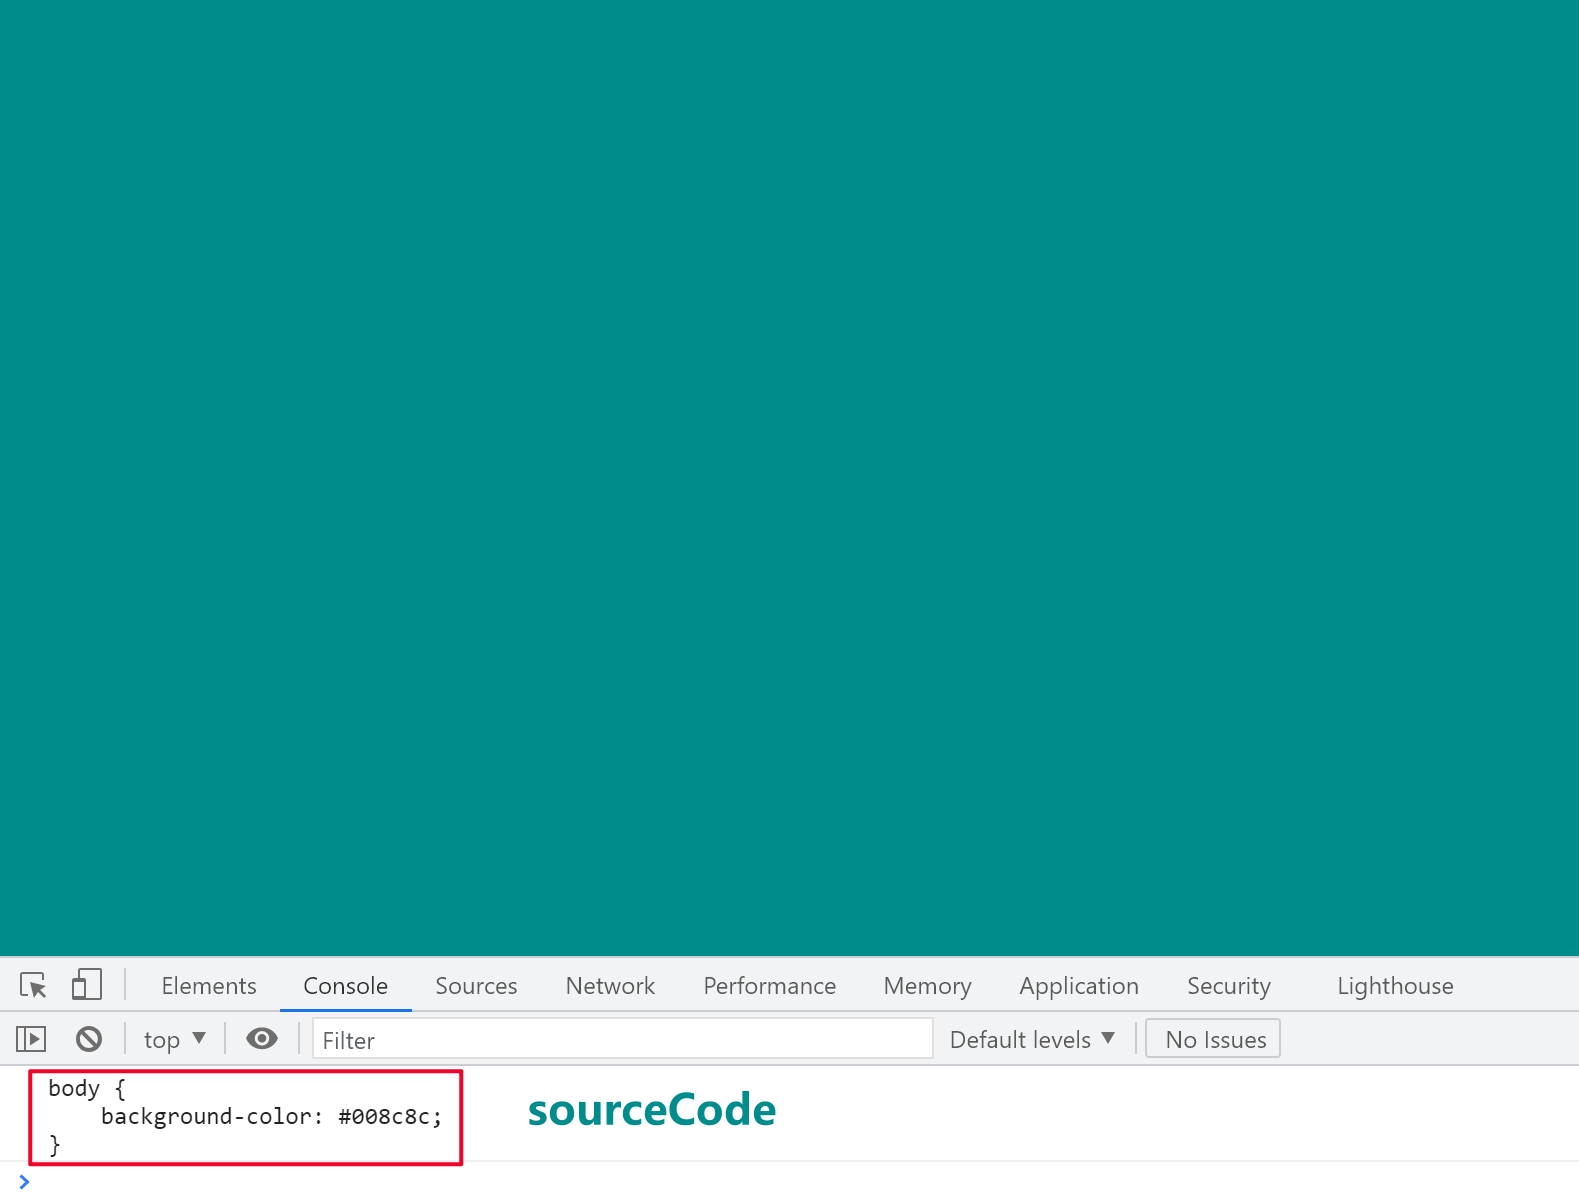 Elements Console Sources Network Performance Memory Application Security Lighthouse
top Filter Default levels No Issues
body {
    background-color: #008c8c;
}
sourceCode